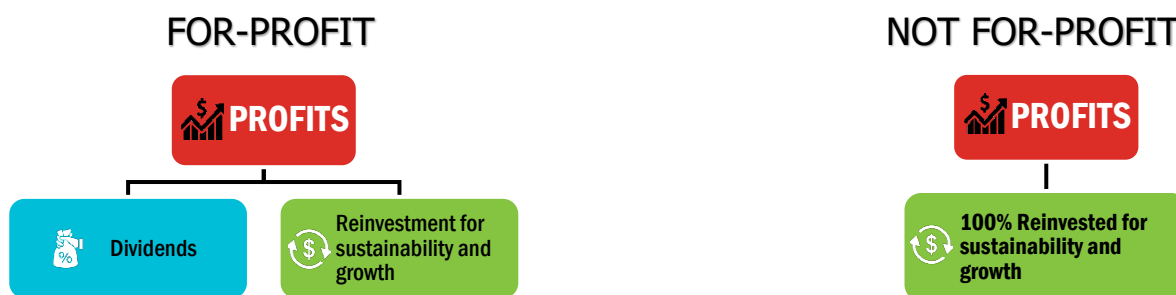 FOR-PROFIT
NOT FOR-PROFIT
$ PROFITS
$ PROFITS
% Dividends
$ Reinvestment for
sustainability and
growth
$ 100% Reinvested for
sustainability and
growth